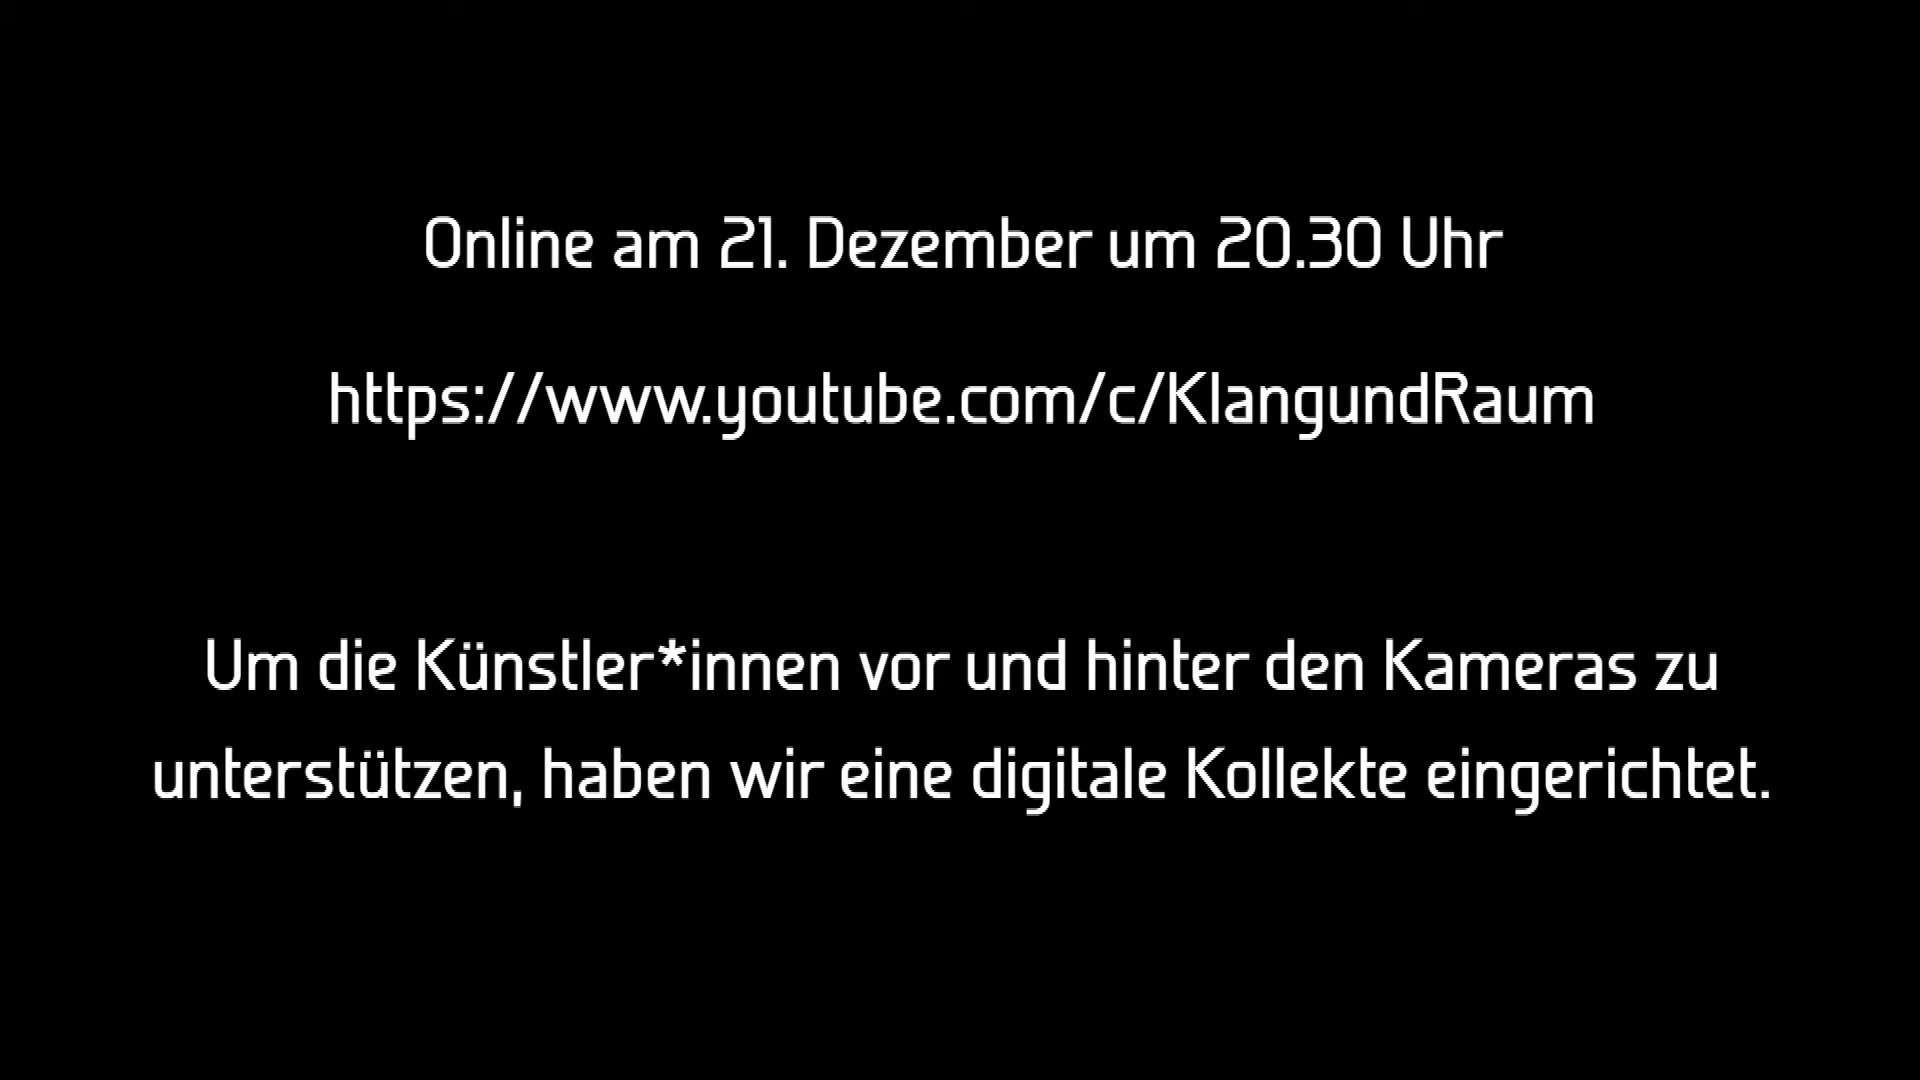 Online am 21. Dezember um 20.30 Uhr
https://www.youtube.com/c/KlangundRaum
Um die Künstler*innen vor und hinter den Kameras zu
unterstützen, haben wir eine digitale Kollekte eingerichtet.